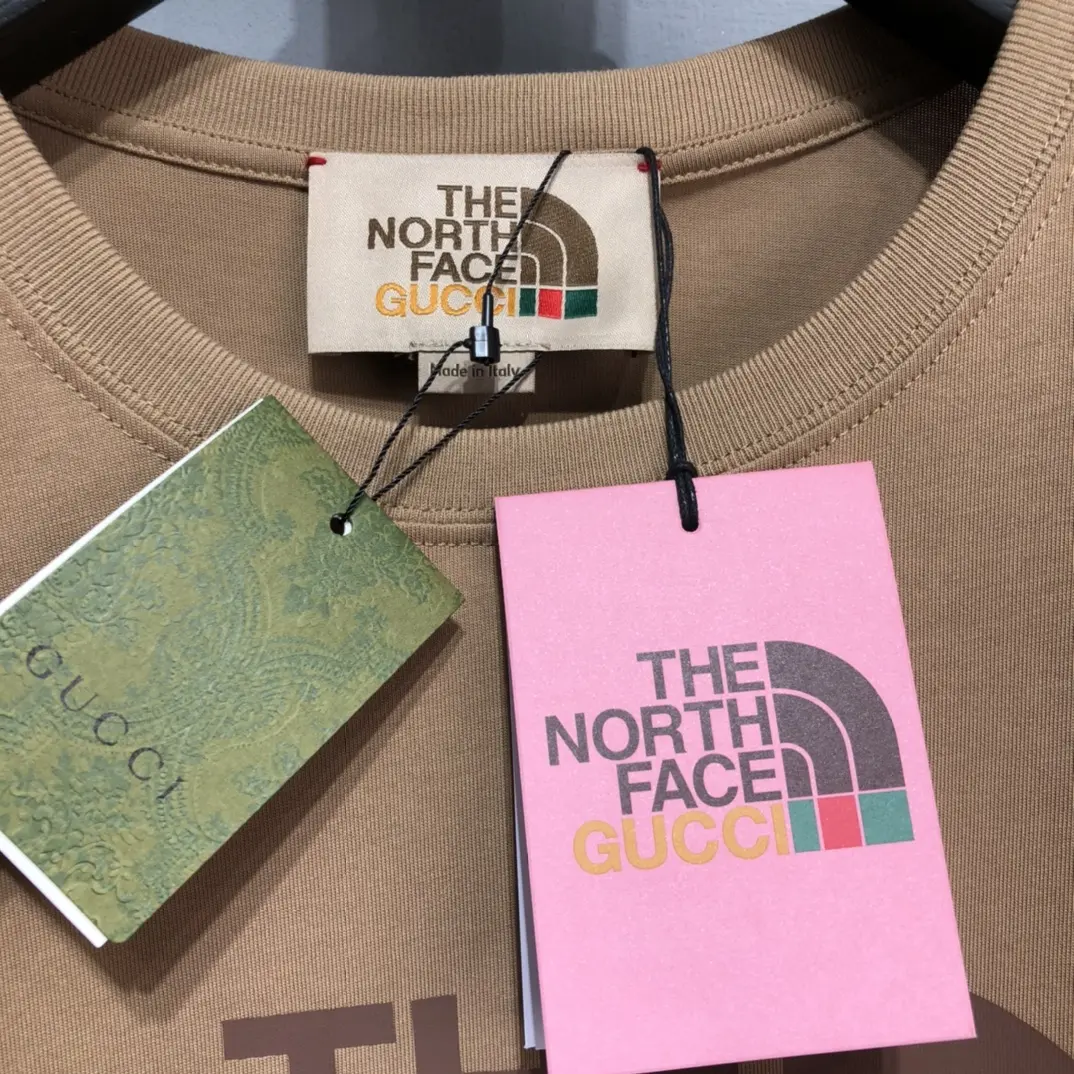 THE
NORTH
FACE
GUCCI
Made in Italy
GUCCI
THE
NORTH
FACE
GUCCI